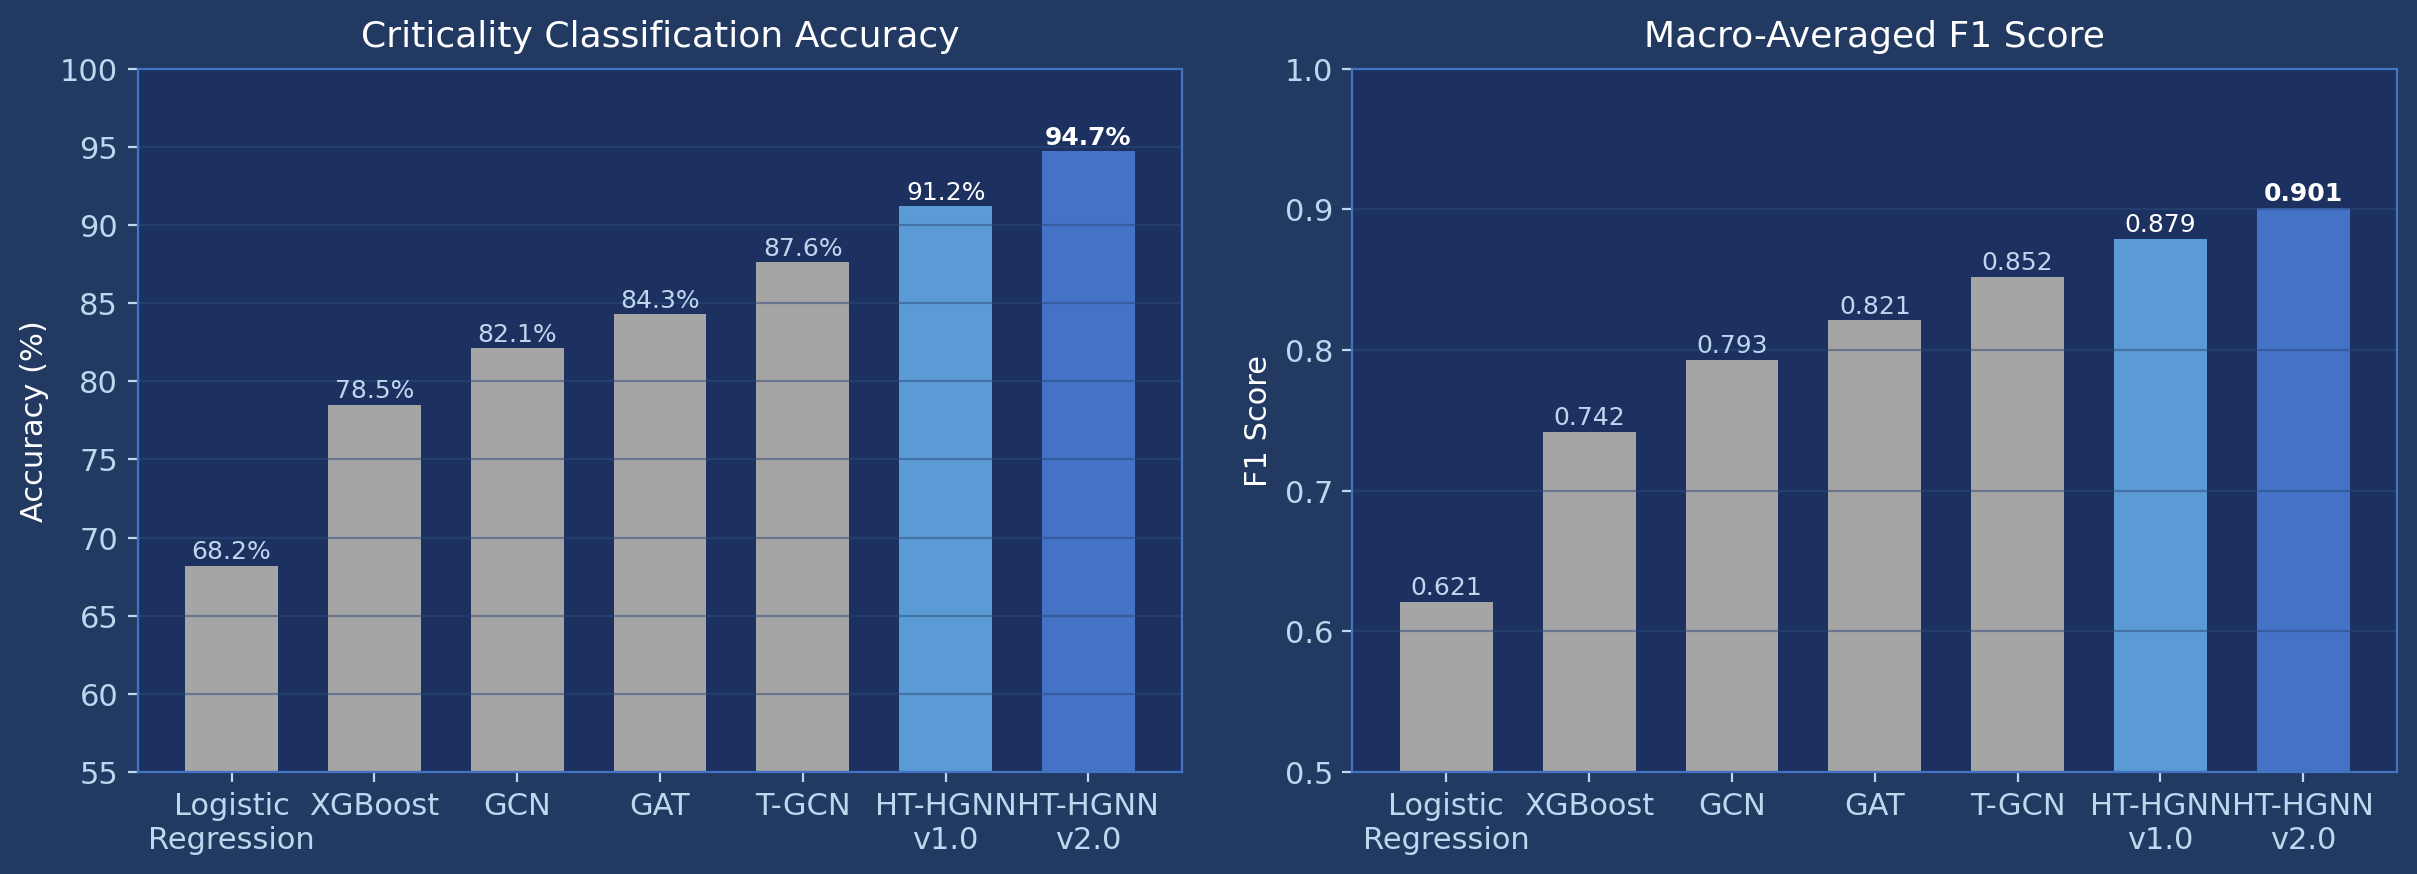 Criticality Classification Accuracy
Accuracy (%)
100
95
90
85
80
75
70
65
60
55
68.2%
78.5%
82.1%
84.3%
87.6%
91.2%
94.7%
Logistic
Regression
XGBoost
GCN
GAT
T-GCN
HT-HGNN
v1.0
HT-HGNN
v2.0
Macro-Averaged F1 Score
F1 Score
1.0
0.9
0.8
0.7
0.6
0.5
0.621
0.742
0.793
0.821
0.852
0.879
0.901
Logistic
Regression
XGBoost
GCN
GAT
T-GCN
HT-HGNN
v1.0
HT-HGNN
v2.0